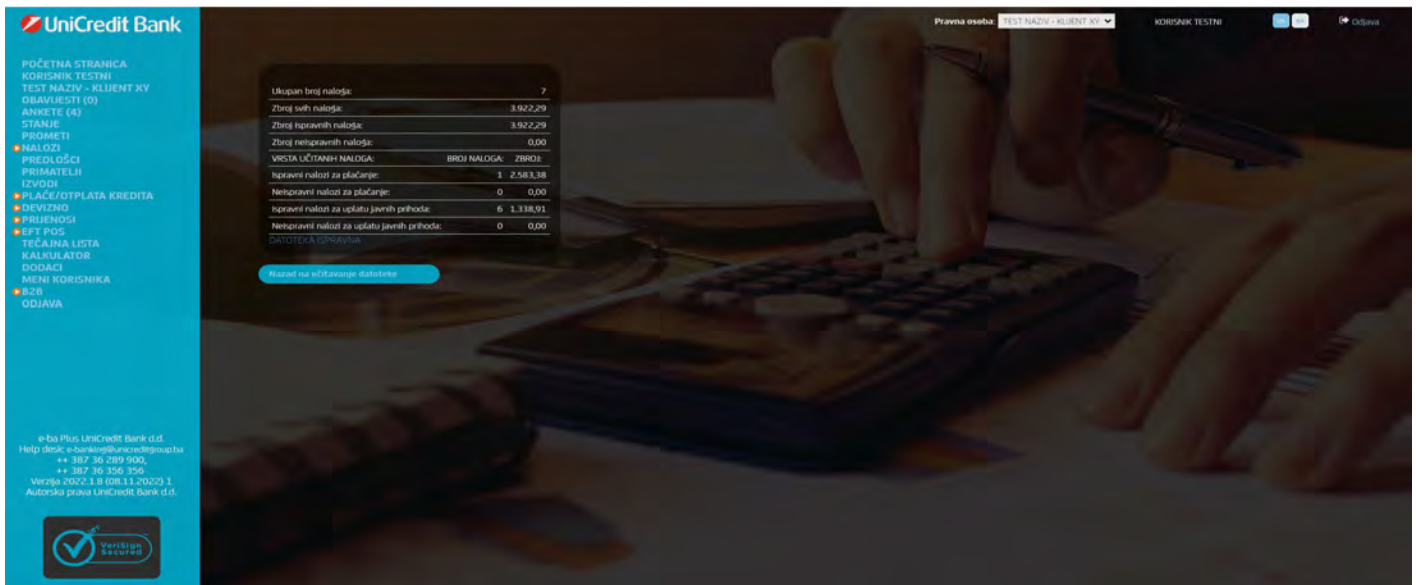 UniCredit Bank
Pravna osoba: TEST NAZIV - KLIJENT XY
KORISNIK TESTNI
Odjava
POČETNA STRANICA
KORISNIK TESTNI
TEST NAZIV - KLIJENT XY
OBAVIJESTI (0)
ANKETE (4)
STANJE
PROMETI
NALOZI
PREDLOŠCI
PRIMATELJI
IZVODI
PLAĆE/OTPLATA KREDITA
DEVIZNO
PRIJENOSI
EFT POS
TEČAJNA LISTA
KALKULATOR
DODACI
MENI KORISNIKA
B2B
ODJAVA
Ukupan broj naloga: 7
Zbroj svih naloga: 3.922,29
Zbroj ispravnih naloga: 3.922,29
Zbroj neispravnih naloga: 0,00
VRSTA UČITANIH NALOGA: BROJ NALOGA: ZBROJ:
Ispravni nalozi za plaćanje: 1 2.583,38
Neispravni nalozi za plaćanje: 0 0,00
Ispravni nalozi za uplatu javnih prihoda: 6 1.338,91
Neispravni nalozi za uplatu javnih prihoda: 0 0,00
DATOTEKA ISPRAVNA
Nazad na učitavanje datoteke
e-ba Plus UniCredit Bank d.d.
Help desk: e-banking@unicreditgroup.ba
++ 387 36 289 900,
++ 387 36 356 356
Verzija 2022.1.8 (08.11.2022) 1
Autorska prava UniCredit Bank d.d.
VeriSign
Secured